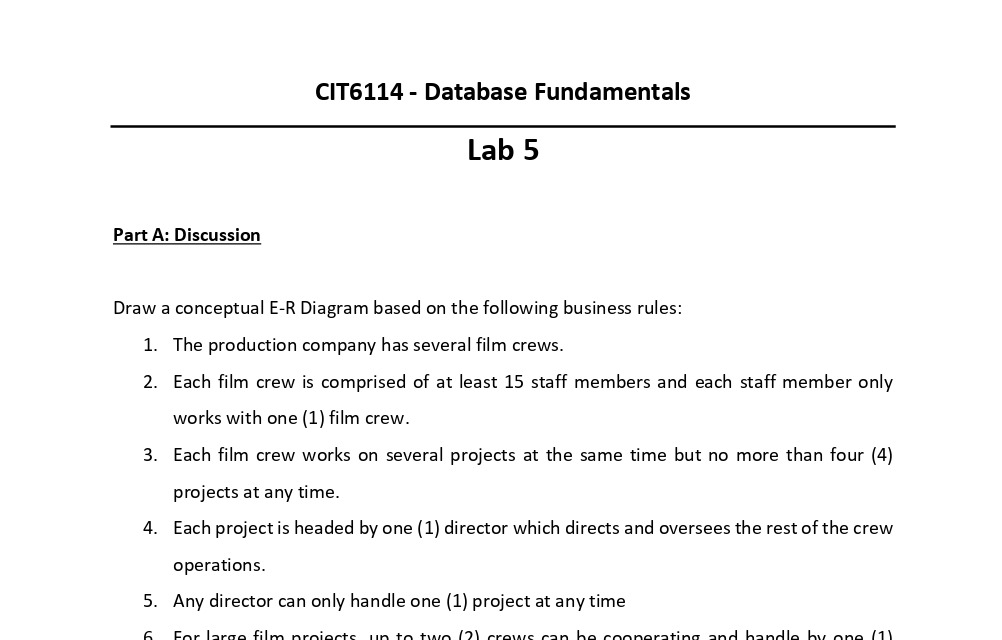 CIT6114 - Database Fundamentals
Lab 5
Part A: Discussion
Draw a conceptual E-R Diagram based on the following business rules:
1. The production company has several film crews.
2. Each film crew is comprised of at least 15 staff members and each staff member only
works with one (1) film crew.
3. Each film crew works on several projects at the same time but no more than four (4)
projects at any time.
4. Each project is headed by one (1) director which directs and oversees the rest of the crew
operations.
5. Any director can only handle one (1) project at any time
6. For large film projects, up to two (2) crews can be cooperating and handle by one (1)